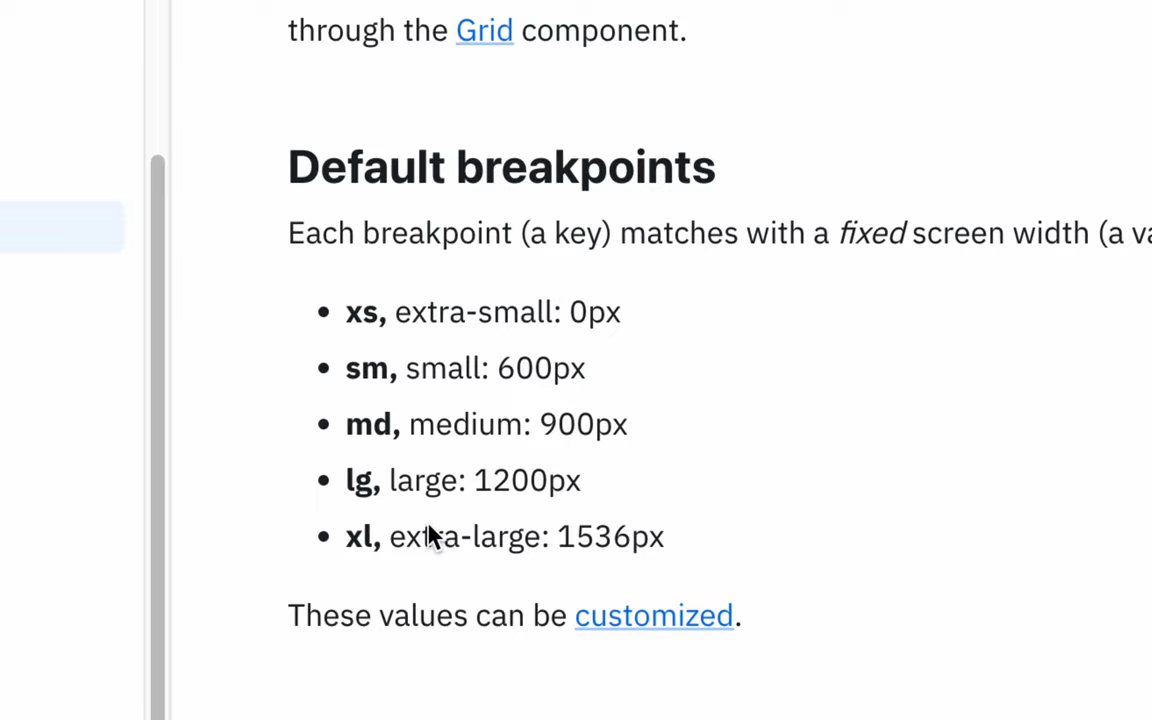 through the Grid component.
Default breakpoints
Each breakpoint (a key) matches with a fixed screen width (a
• xs, extra-small: 0px
• sm, small: 600px
• md, medium: 900px
• lg, large: 1200px
• xl, extra-large: 1536px
These values can be customized.